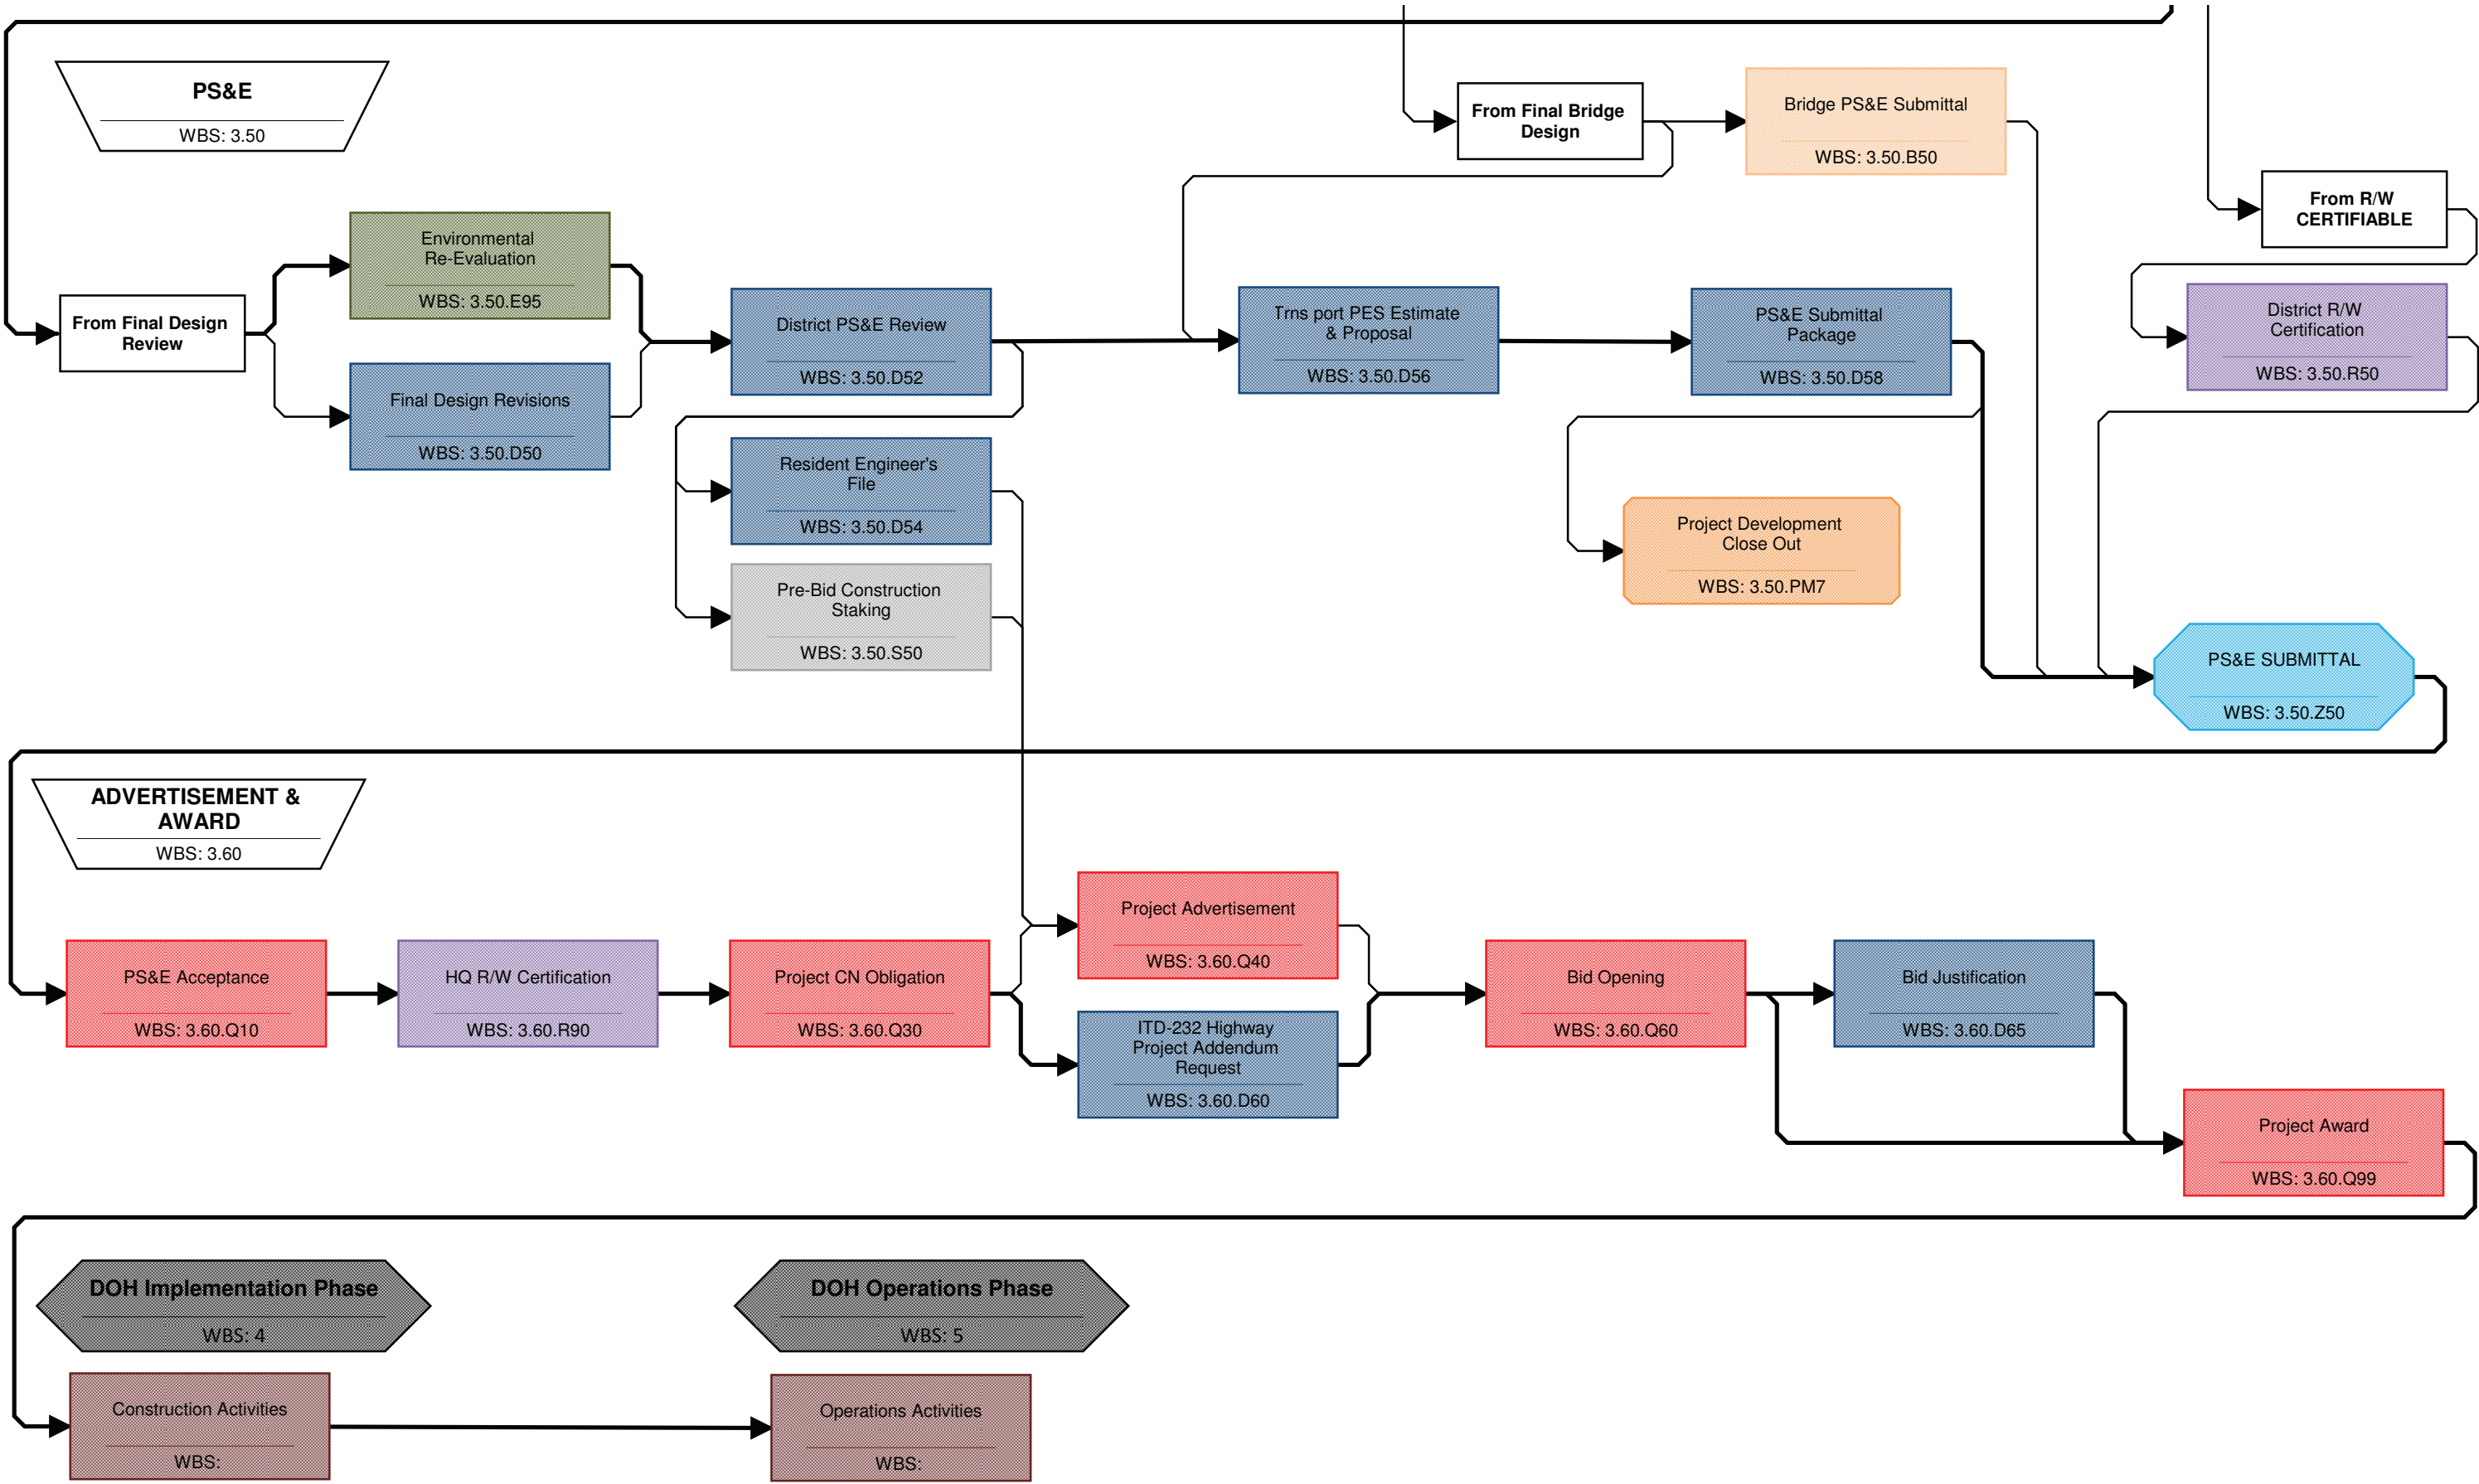 PS&E
WBS: 3.50
From Final Bridge
Design
Bridge PS&E Submittal
WBS: 3.50.B50
From R/W
CERTIFIABLE
Environmental
Re-Evaluation
WBS: 3.50.E95
From Final Design
Review
Final Design Revisions
WBS: 3.50.D50
District PS&E Review
WBS: 3.50.D52
Trns port PES Estimate
& Proposal
WBS: 3.50.D56
PS&E Submittal
Package
WBS: 3.50.D58
District R/W
Certification
WBS: 3.50.R50
Resident Engineer's
File
WBS: 3.50.D54
Project Development
Close Out
WBS: 3.50.PM7
Pre-Bid Construction
Staking
WBS: 3.50.S50
PS&E SUBMITTAL
WBS: 3.50.Z50
ADVERTISEMENT &
AWARD
WBS: 3.60
PS&E Acceptance
WBS: 3.60.Q10
HQ R/W Certification
WBS: 3.60.R90
Project CN Obligation
WBS: 3.60.Q30
Project Advertisement
WBS: 3.60.Q40
ITD-232 Highway
Project Addendum
Request
WBS: 3.60.D60
Bid Opening
WBS: 3.60.Q60
Bid Justification
WBS: 3.60.D65
Project Award
WBS: 3.60.Q99
DOH Implementation Phase
WBS: 4
DOH Operations Phase
WBS: 5
Construction Activities
WBS:
Operations Activities
WBS: